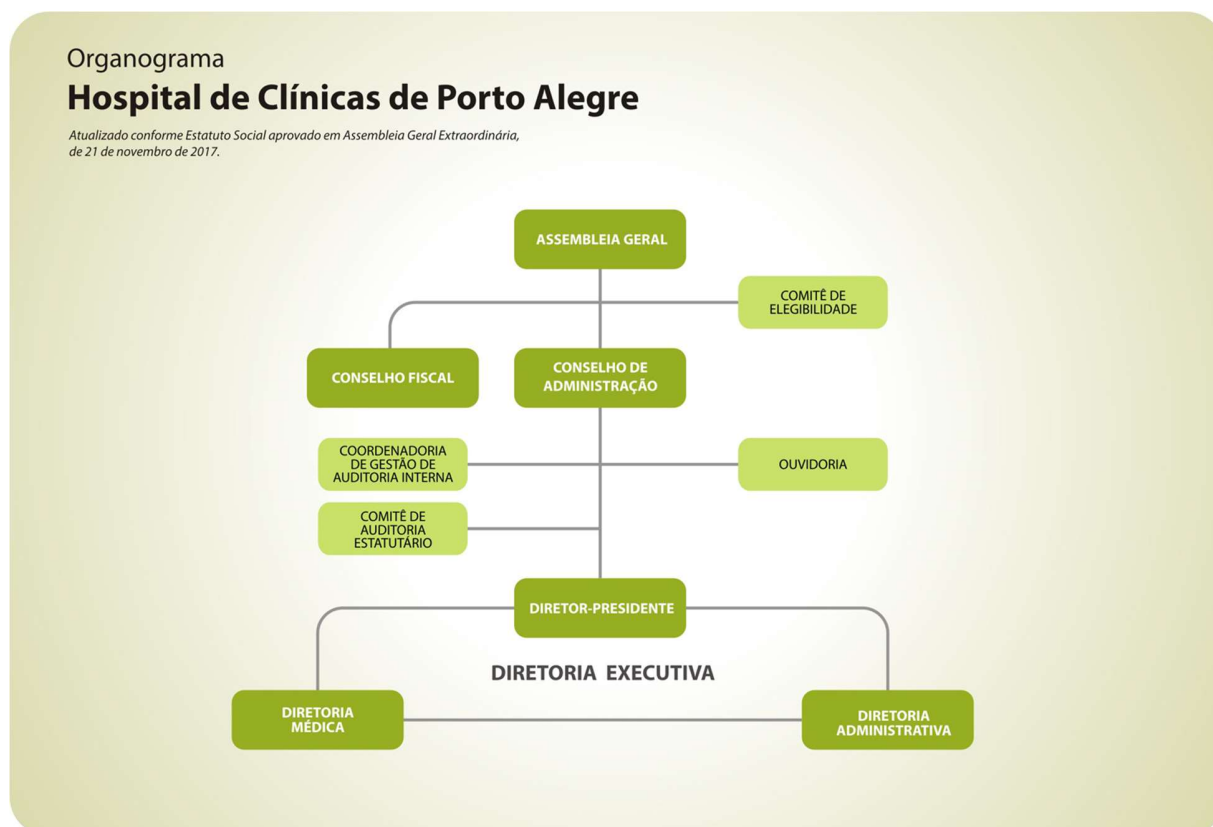 Organograma
Hospital de Clínicas de Porto Alegre
Atualizado conforme Estatuto Social aprovado em Assembleia Geral Extraordinária,
de 21 de novembro de 2017.
ASSEMBLEIA GERAL
COMITÊ DE
ELEGIBILIDADE
CONSELHO FISCAL
CONSELHO DE
ADMINISTRAÇÃO
COORDENADORIA
DE GESTÃO DE
AUDITORIA INTERNA
OUVIDORIA
COMITÊ DE
AUDITORIA
ESTATUTÁRIO
DIRETOR-PRESIDENTE
DIRETORIA EXECUTIVA
DIRETORIA
MÉDICA
DIRETORIA
ADMINISTRATIVA